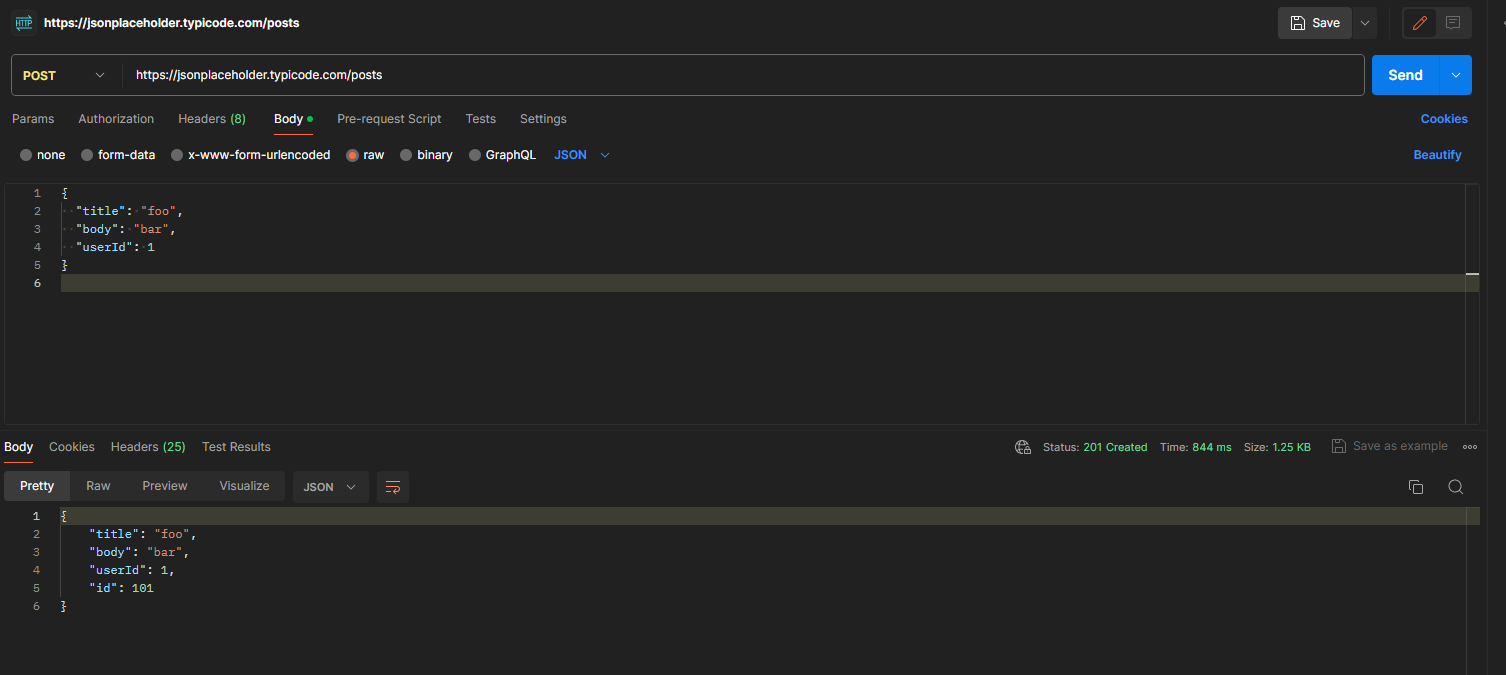 HTTP https://jsonplaceholder.typicode.com/posts Save
POST https://jsonplaceholder.typicode.com/posts Send
Params Authorization Headers (8) Body Pre-request Script Tests Settings Cookies
none form-data x-www-form-urlencoded raw binary GraphQL JSON Beautify
1 {
2 "title": "foo",
3 "body": "bar",
4 "userId": 1
5 }
6
Body Cookies Headers (25) Test Results Status: 201 Created Time: 844 ms Size: 1.25 KB Save as example
Pretty Raw Preview Visualize JSON
1 {
2 "title": "foo",
3 "body": "bar",
4 "userId": 1,
5 "id": 101
6 }